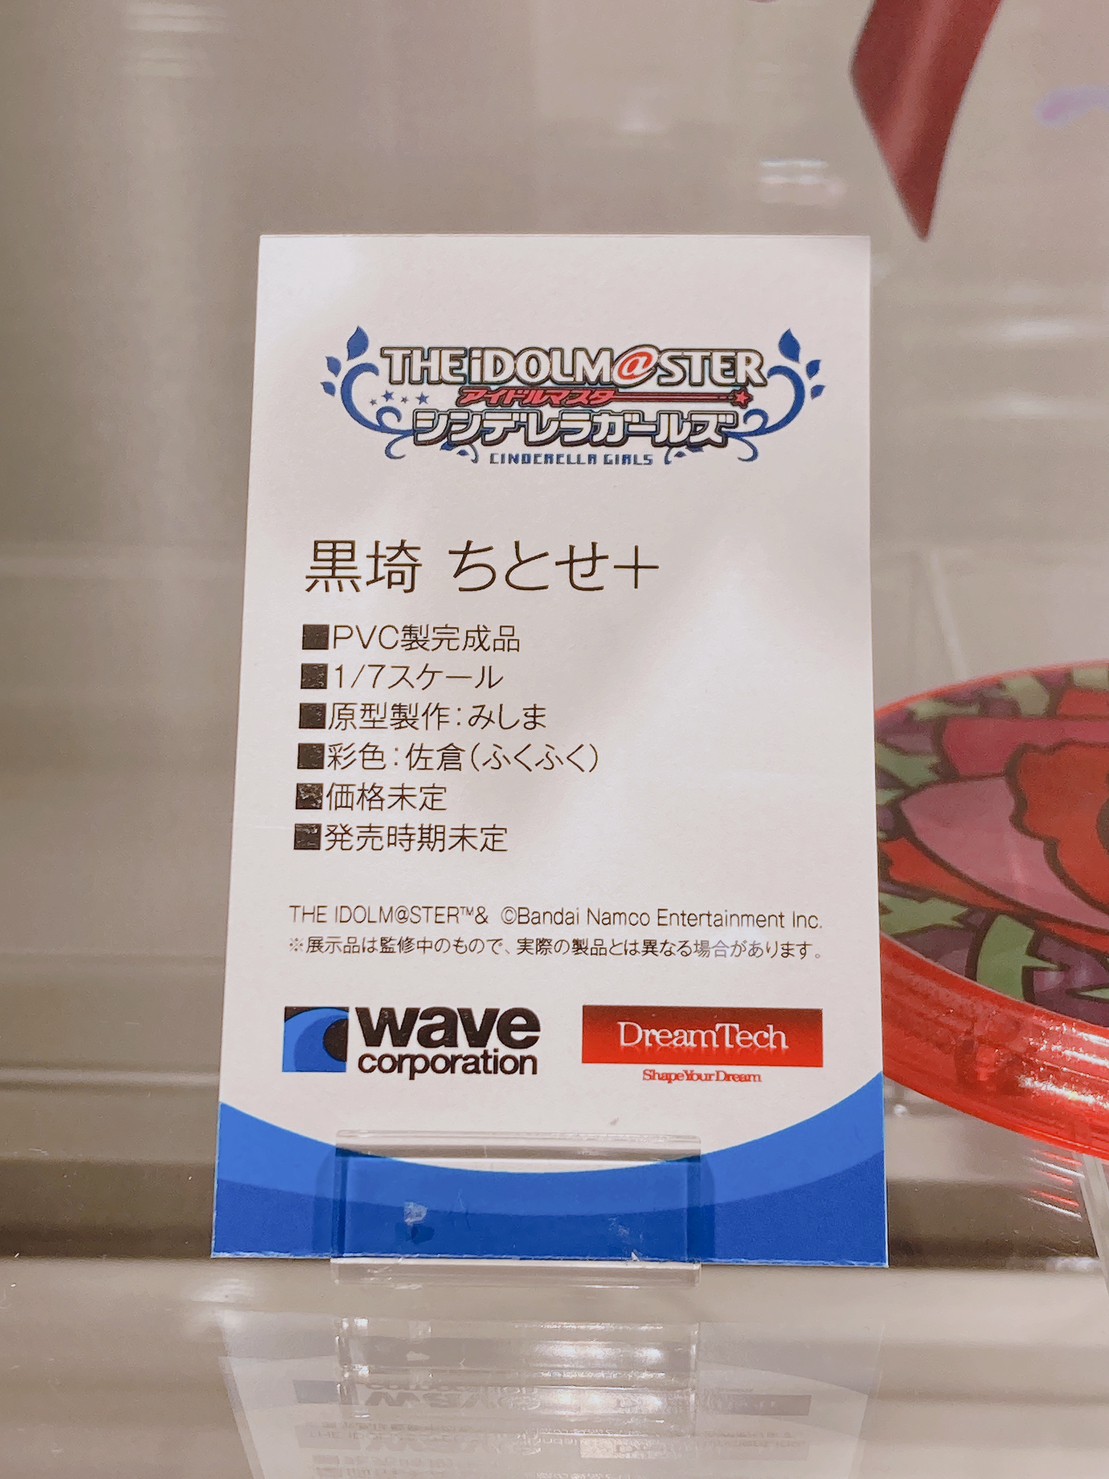 THE iDOLM@STER
アイドルマスター
シンデレラガールズ
CINDERELLA GIRLS
黒埼 ちとせ+
■PVC製完成品
■1/7スケール
■原型製作:みしま
■彩色:佐倉(ふくふく)
■価格未定
■発売時期未定
THE IDOLM@STER™& ©Bandai Namco Entertainment Inc.
※展示品は監修中のもので、実際の製品とは異なる場合があります。
wave
corporation
DreamTech
Shape Your Dream